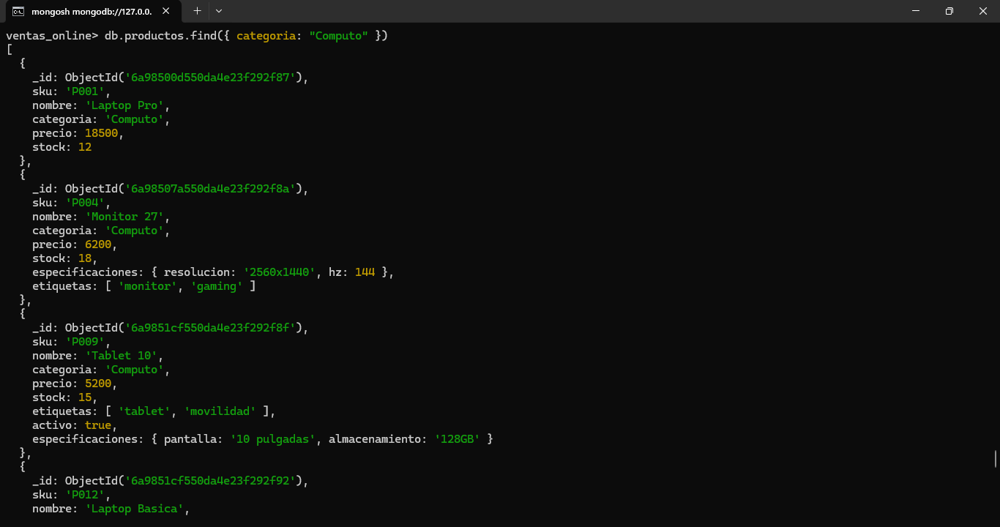 mongosh mongodb://127.0.0.
ventas_online> db.productos.find({ categoria: "Computo" })
[
  {
    _id: ObjectId('6a98500d550da4e23f292f87'),
    sku: 'P001',
    nombre: 'Laptop Pro',
    categoria: 'Computo',
    precio: 18500,
    stock: 12
  },
  {
    _id: ObjectId('6a98507a550da4e23f292f8a'),
    sku: 'P004',
    nombre: 'Monitor 27',
    categoria: 'Computo',
    precio: 6200,
    stock: 18,
    especificaciones: { resolucion: '2560x1440', hz: 144 },
    etiquetas: [ 'monitor', 'gaming' ]
  },
  {
    _id: ObjectId('6a9851cf550da4e23f292f8f'),
    sku: 'P009',
    nombre: 'Tablet 10',
    categoria: 'Computo',
    precio: 5200,
    stock: 15,
    etiquetas: [ 'tablet', 'movilidad' ],
    activo: true,
    especificaciones: { pantalla: '10 pulgadas', almacenamiento: '128GB' }
  },
  {
    _id: ObjectId('6a9851cf550da4e23f292f92'),
    sku: 'P012',
    nombre: 'Laptop Basica',